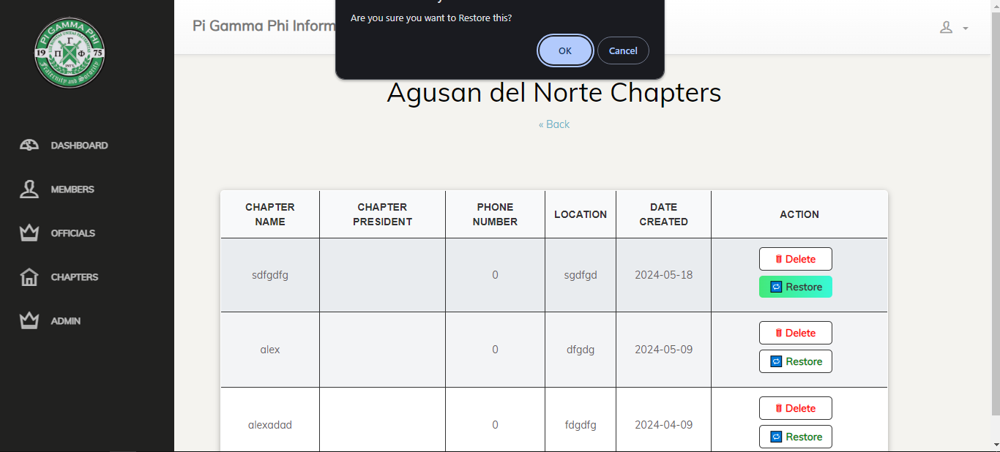 PI GAMMA PHI
19 75
Γ
Π Φ
INT'L
Fraternity and Sorority
Pi Gamma Phi Inform
Are you sure you want to Restore this?
OK
Cancel
Agusan del Norte Chapters
« Back
DASHBOARD
MEMBERS
OFFICIALS
CHAPTERS
ADMIN
CHAPTER NAME CHAPTER PRESIDENT PHONE NUMBER LOCATION DATE CREATED ACTION
sdfgdfg 0 sgdfgd 2024-05-18 Delete
Restore
alex 0 dfgdg 2024-05-09 Delete
Restore
alexadad 0 fdgdfg 2024-04-09 Delete
Restore